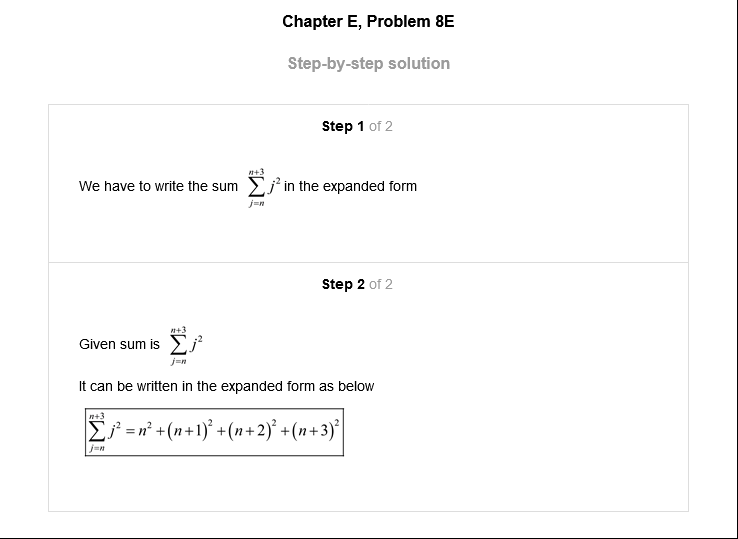 Chapter E, Problem 8E
Step-by-step solution
Step 1 of 2
We have to write the sum $\sum_{j=n}^{n+3} j^2$ in the expanded form
Step 2 of 2
Given sum is $\sum_{j=n}^{n+3} j^2$
It can be written in the expanded form as below
$\sum_{j=n}^{n+3} j^2 = n^2 + (n+1)^2 + (n+2)^2 + (n+3)^2$